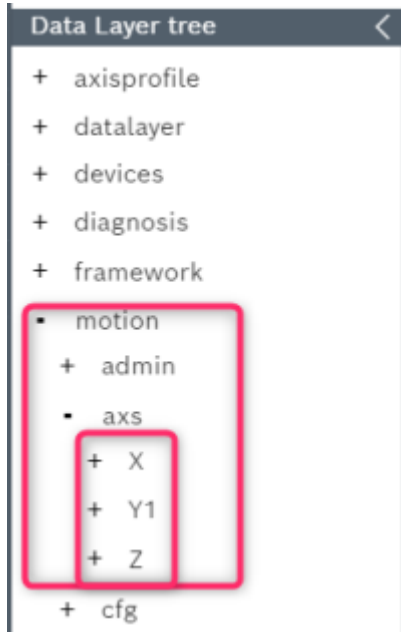 Data Layer tree <
+ axisprofile
+ datalayer
+ devices
+ diagnosis
+ framework
- motion
+ admin
- axs
+ X
+ Y1
+ Z
+ cfg